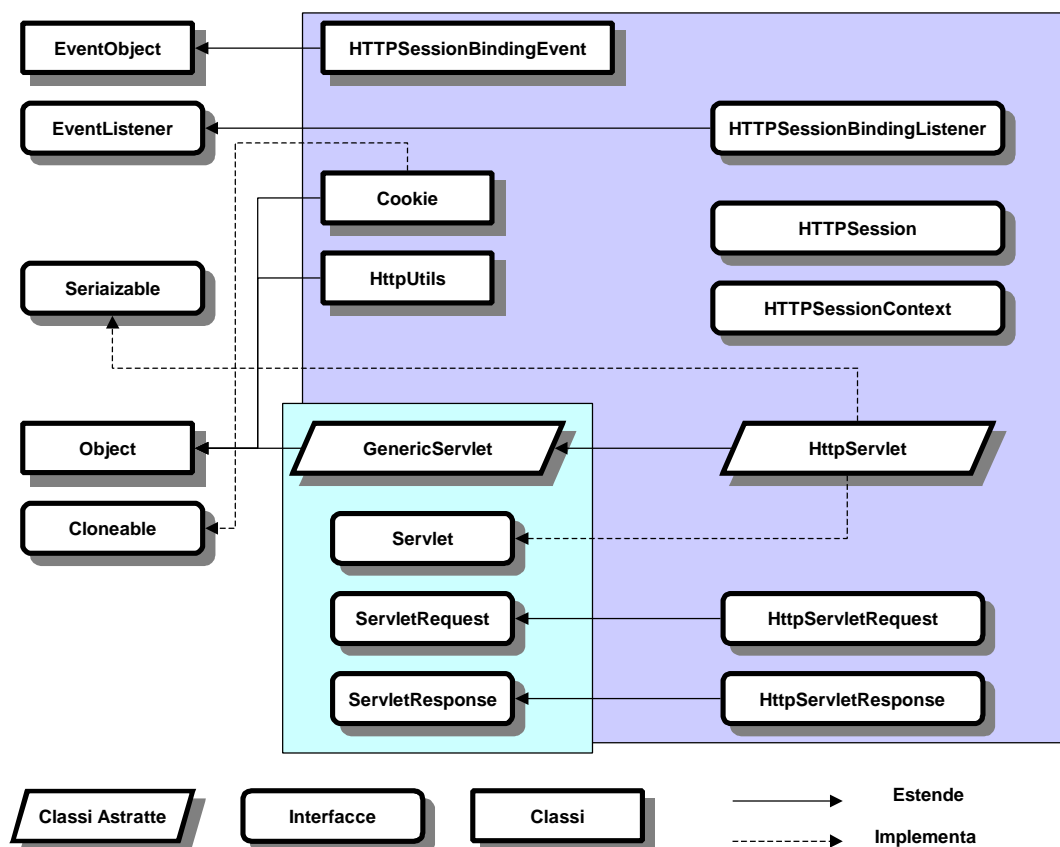 EventObject
HTTPSessionBindingEvent
EventListener
HTTPSessionBindingListener
Cookie
HTTPSession
Seriaizable
HttpUtils
HTTPSessionContext
Object
GenericServlet
HttpServlet
Cloneable
Servlet
ServletRequest
HttpServletRequest
ServletResponse
HttpServletResponse
Classi Astratte
Interfacce
Classi
Estende
Implementa